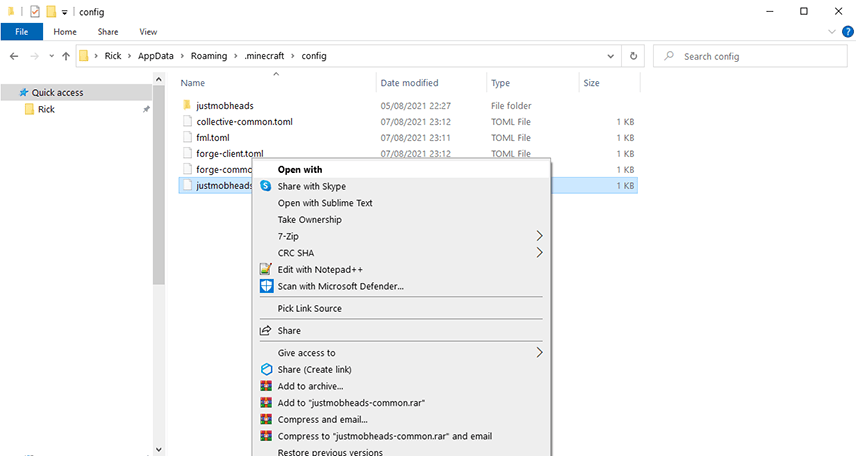 config
File Home Share View
Rick AppData Roaming .minecraft config Search config
Name Date modified Type Size
Quick access
Rick
justmobheads 05/08/2021 22:27 File folder
collective-common.toml 07/08/2021 23:12 TOML File 1 KB
fml.toml 07/08/2021 23:11 TOML File 1 KB
forge-client.toml 07/08/2021 23:12 TOML File 1 KB
forge-commo 1 KB
justmobheads 1 KB
Open with
Share with Skype
Open with Sublime Text
Take Ownership
7-Zip
CRC SHA
Edit with Notepad++
Scan with Microsoft Defender...
Pick Link Source
Share
Give access to
Share (Create link)
Add to archive...
Add to "justmobheads-common.rar"
Compress and email...
Compress to "justmobheads-common.rar" and email
Restore previous versions